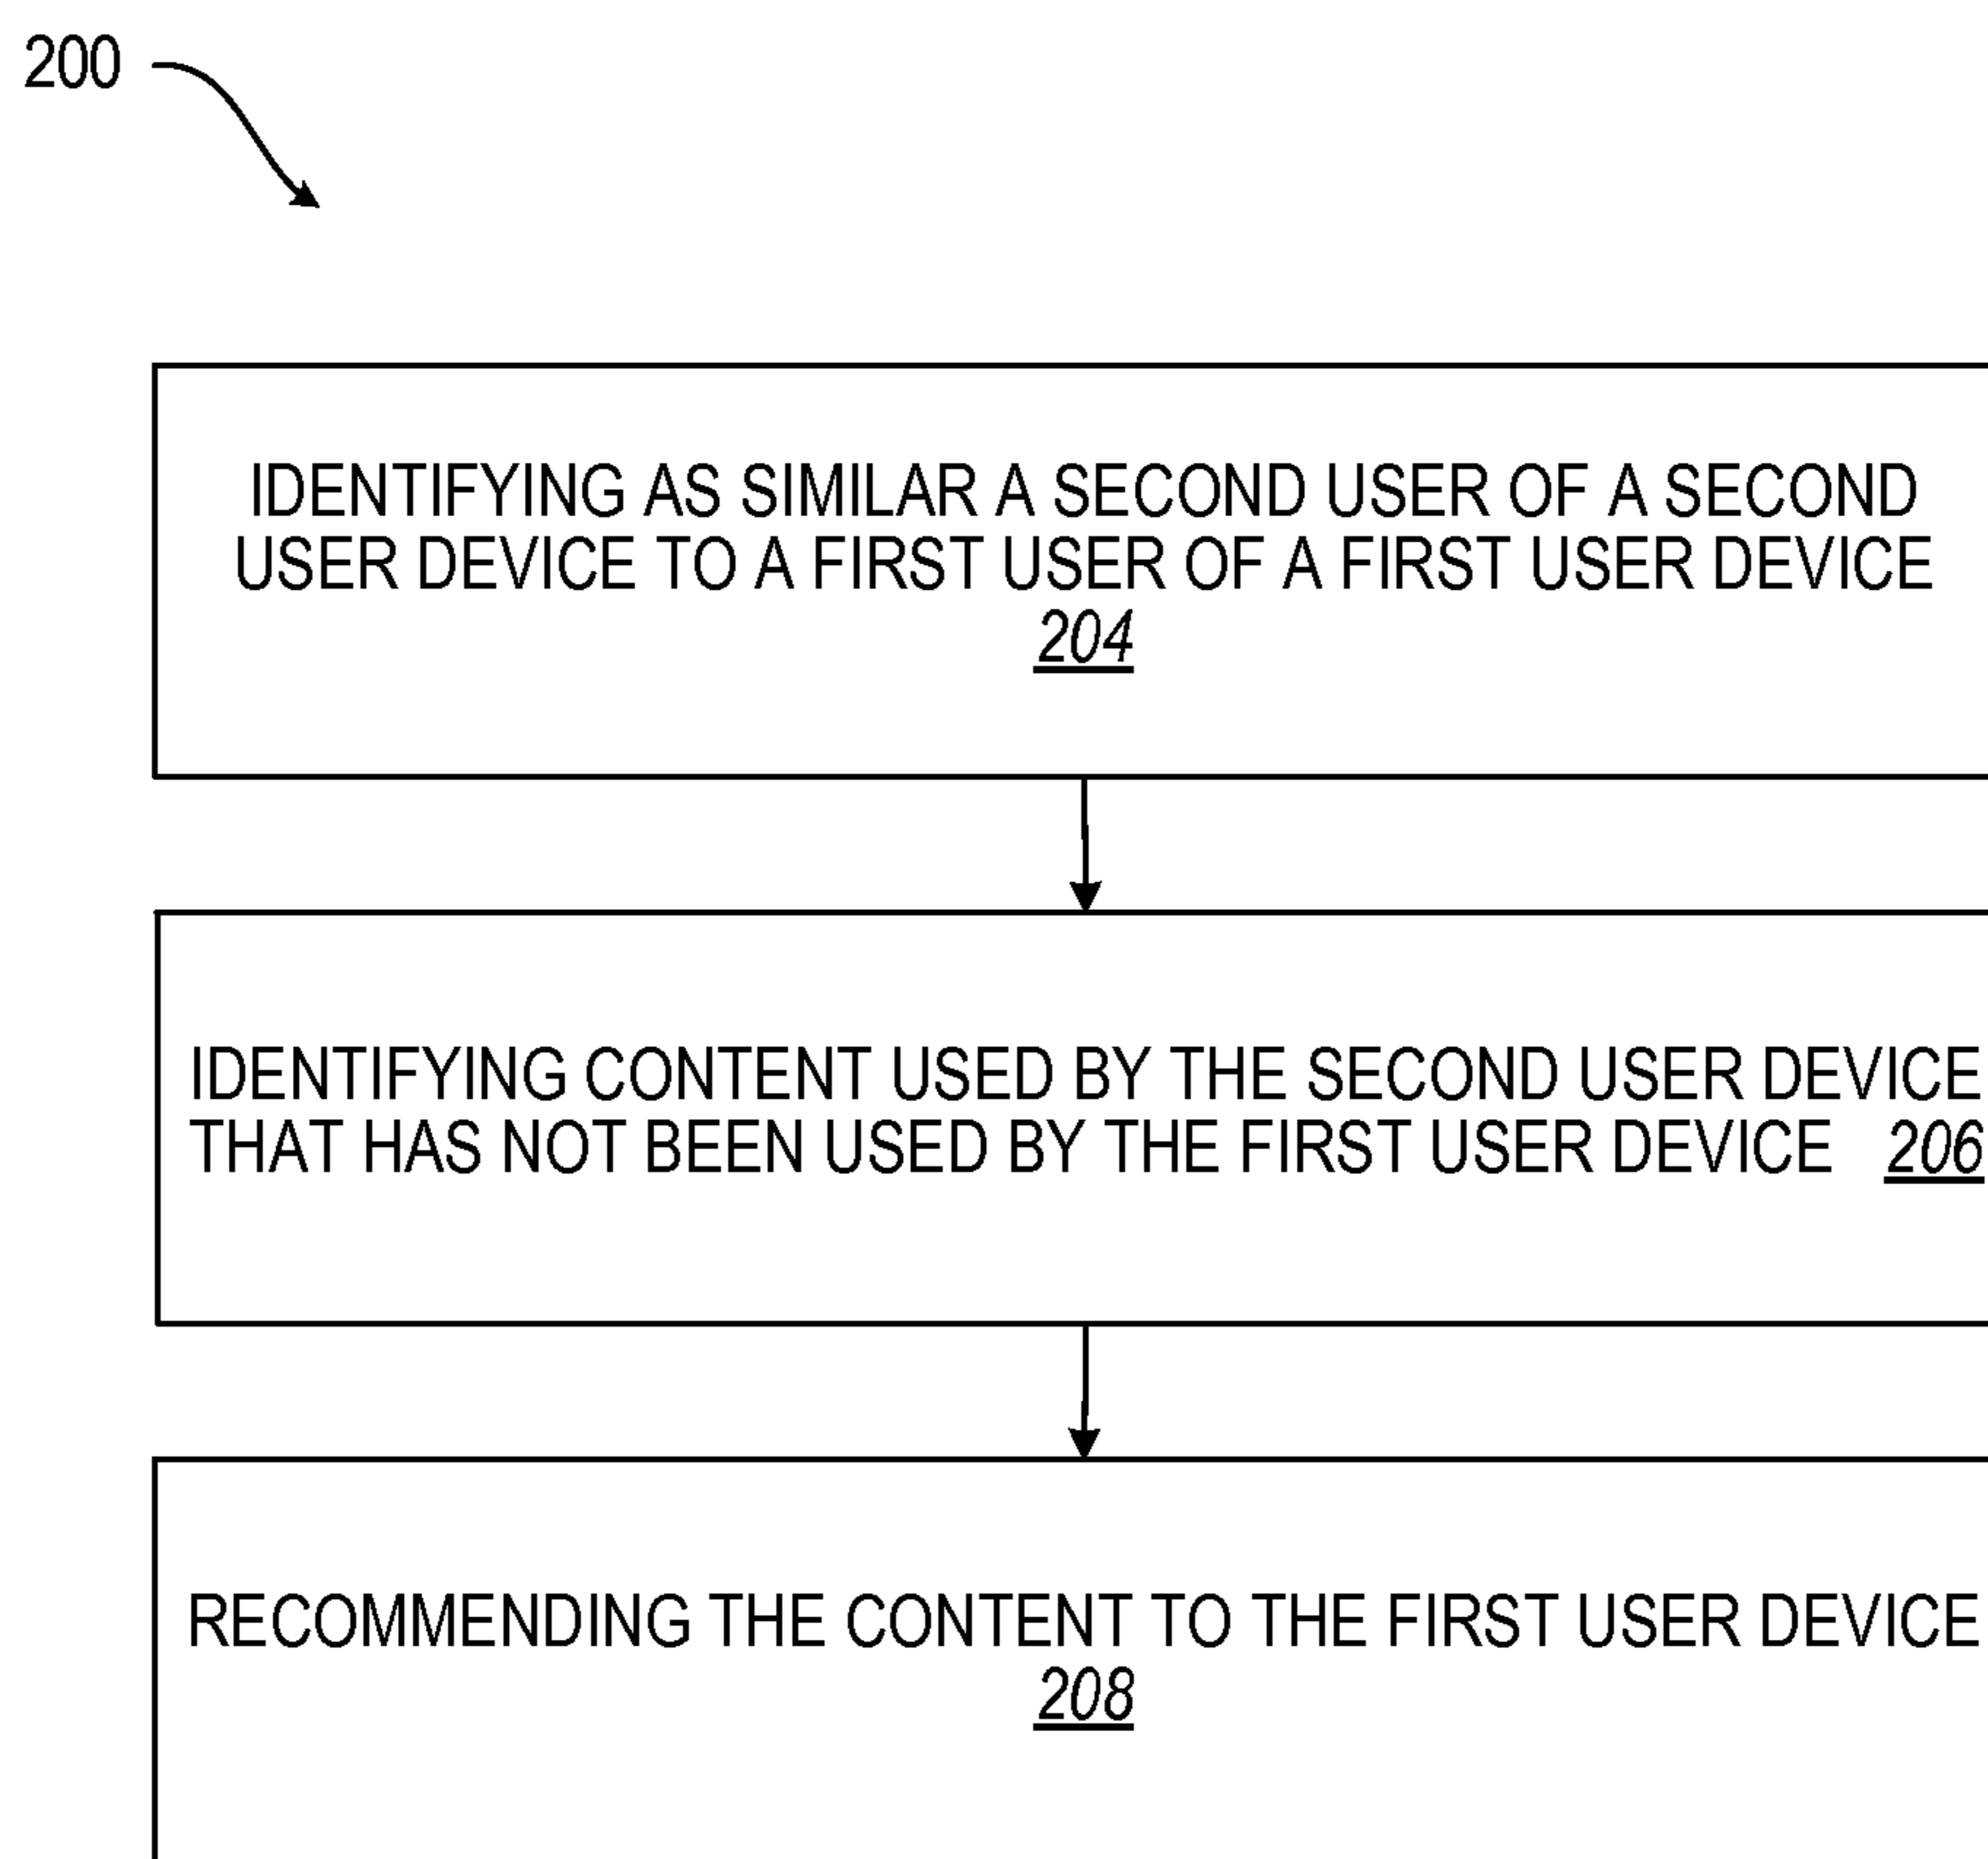 200
IDENTIFYING AS SIMILAR A SECOND USER OF A SECOND
USER DEVICE TO A FIRST USER OF A FIRST USER DEVICE
204
IDENTIFYING CONTENT USED BY THE SECOND USER DEVICE
THAT HAS NOT BEEN USED BY THE FIRST USER DEVICE 206
RECOMMENDING THE CONTENT TO THE FIRST USER DEVICE
208